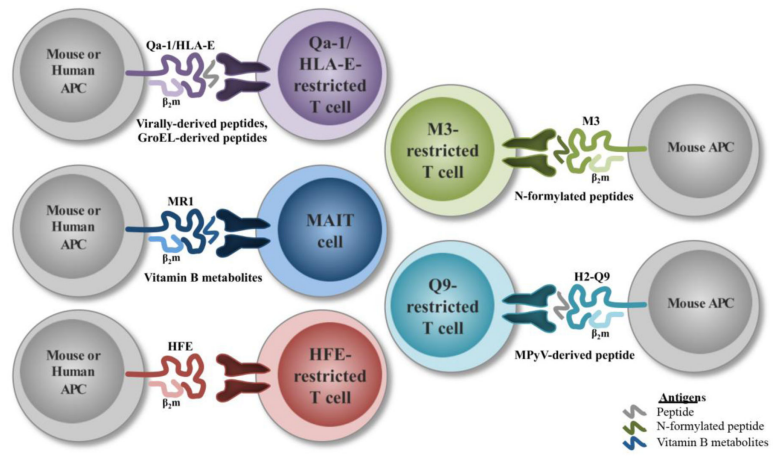 Mouse or
Human
APC
Qa-1/HLA-E
β₂m
Qa-1/
HLA-E-
restricted
T cell
Virally-derived peptides,
GroEL-derived peptides
M3-
restricted
T cell
M3
β₂m
Mouse APC
N-formylated peptides
Mouse or
Human
APC
MR1
β₂m
MAIT
cell
Vitamin B metabolites
Q9-
restricted
T cell
H2-Q9
β₂m
Mouse APC
MPyV-derived peptide
Mouse or
Human
APC
HFE
β₂m
HFE-
restricted
T cell
Antigens
Peptide
N-formylated peptide
Vitamin B metabolites